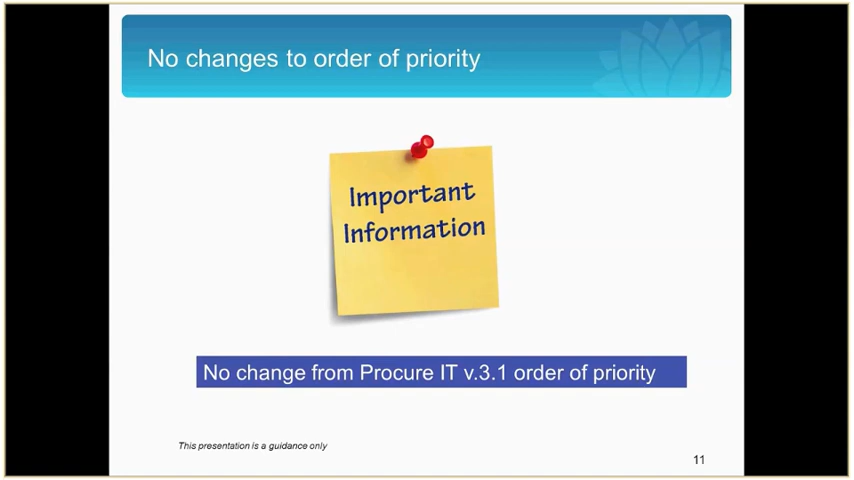 No changes to order of priority
Important
Information
No change from Procure IT v.3.1 order of priority
This presentation is a guidance only
11